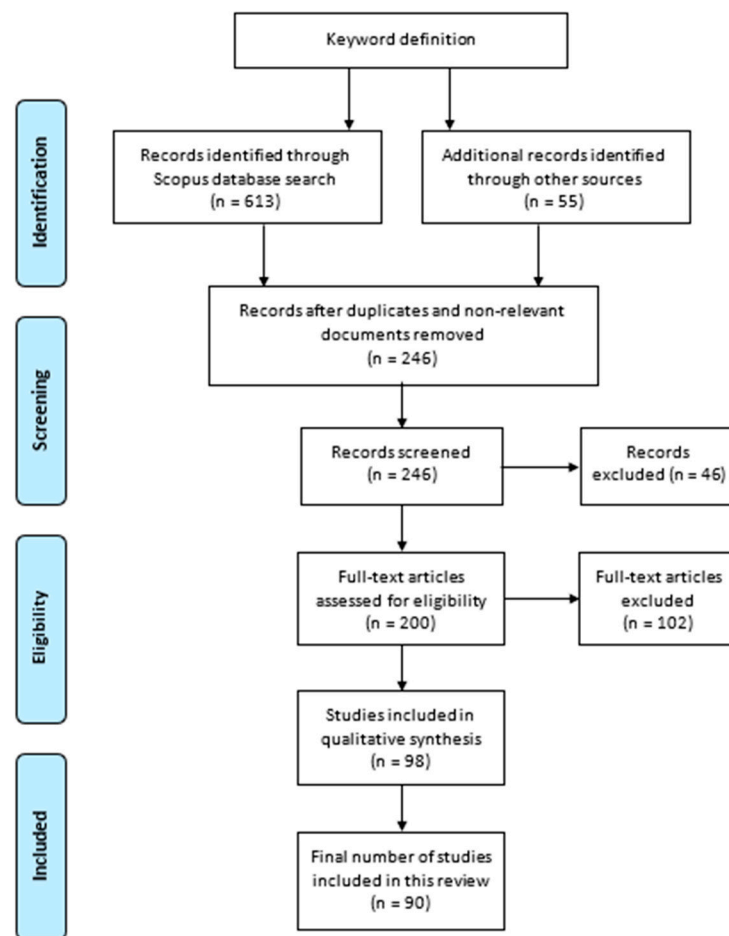 Keyword definition
Identification
Records identified through
Scopus database search
(n = 613)
Additional records identified
through other sources
(n = 55)
Records after duplicates and non-relevant
documents removed
(n = 246)
Screening
Records screened
(n = 246)
Records
excluded (n = 46)
Eligibility
Full-text articles
assessed for eligibility
(n = 200)
Full-text articles
excluded
(n = 102)
Studies included in
qualitative synthesis
(n = 98)
Included
Final number of studies
included in this review
(n = 90)